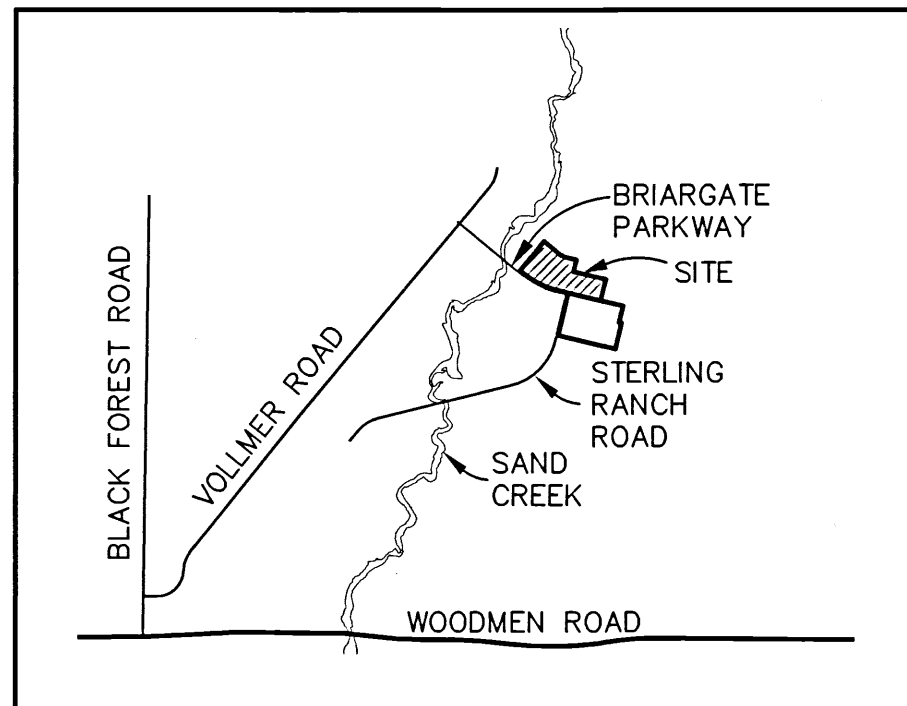 BRIARGATE
PARKWAY
SITE
BLACK FOREST ROAD
VOLLMER ROAD
STERLING
RANCH
ROAD
SAND
CREEK
WOODMEN ROAD